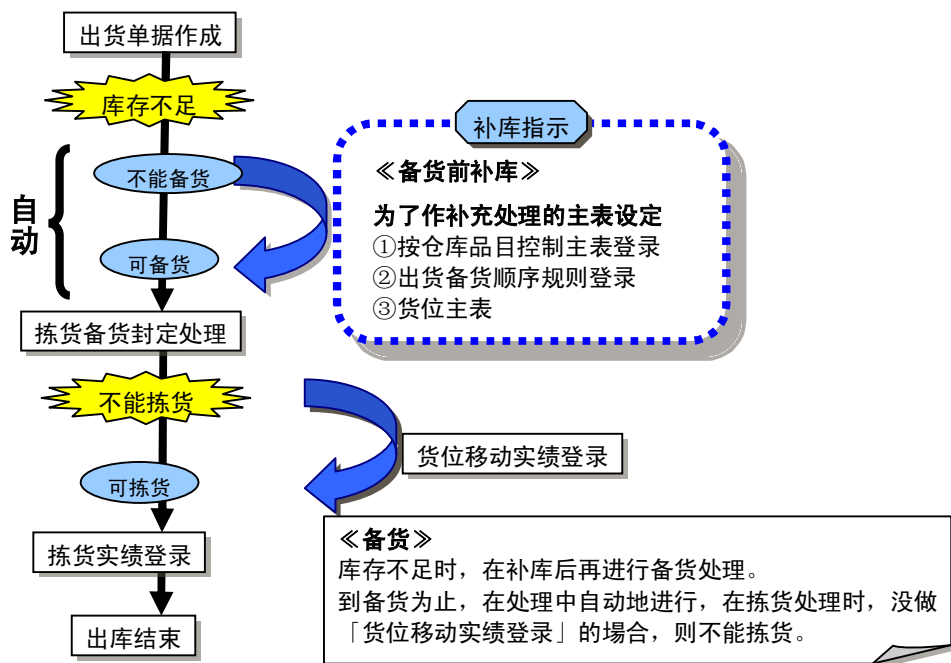 出货单据作成
库存不足
自动
不能备货
可备货
补库指示
≪备货前补库≫
为了作补充处理的主表设定
①按仓库品目控制主表登录
②出货备货顺序规则登录
③货位主表
拣货备货封定处理
不能拣货
货位移动实绩登录
可拣货
拣货实绩登录
出库结束
≪备货≫
库存不足时，在补库后再进行备货处理。
到备货为止，在处理中自动地进行，在拣货处理时，没做
「货位移动实绩登录」的場合，则不能拣货。